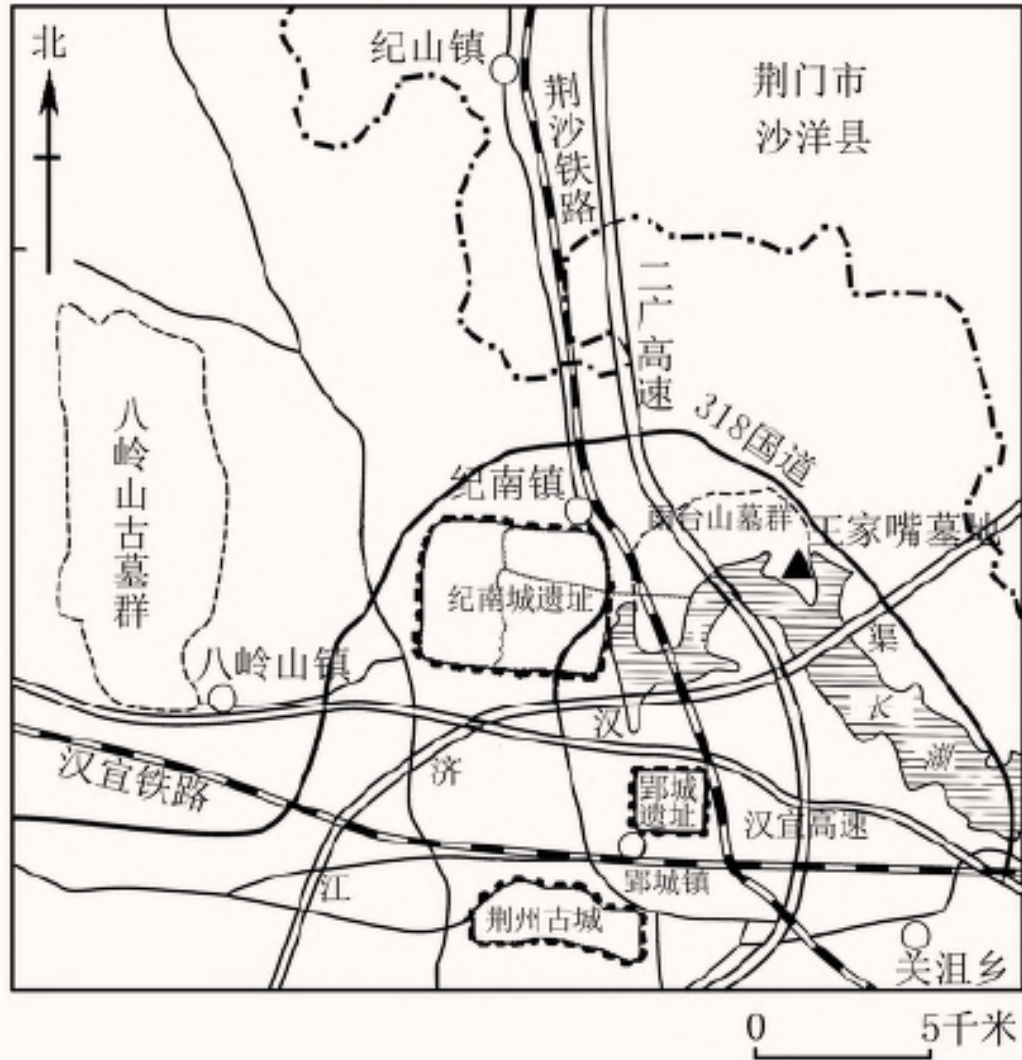 北
纪山镇
荆门市
沙洋县
荆沙铁路
二广高速
318国道
八岭山古墓群
纪南镇
雨台山墓群
王家嘴墓地
纪南城遗址
八岭山镇
渠
汉
济
江
长
湖
汉宜铁路
郢城
遗址
汉宜高速
郢城镇
荆州古城
关沮乡
0
5千米